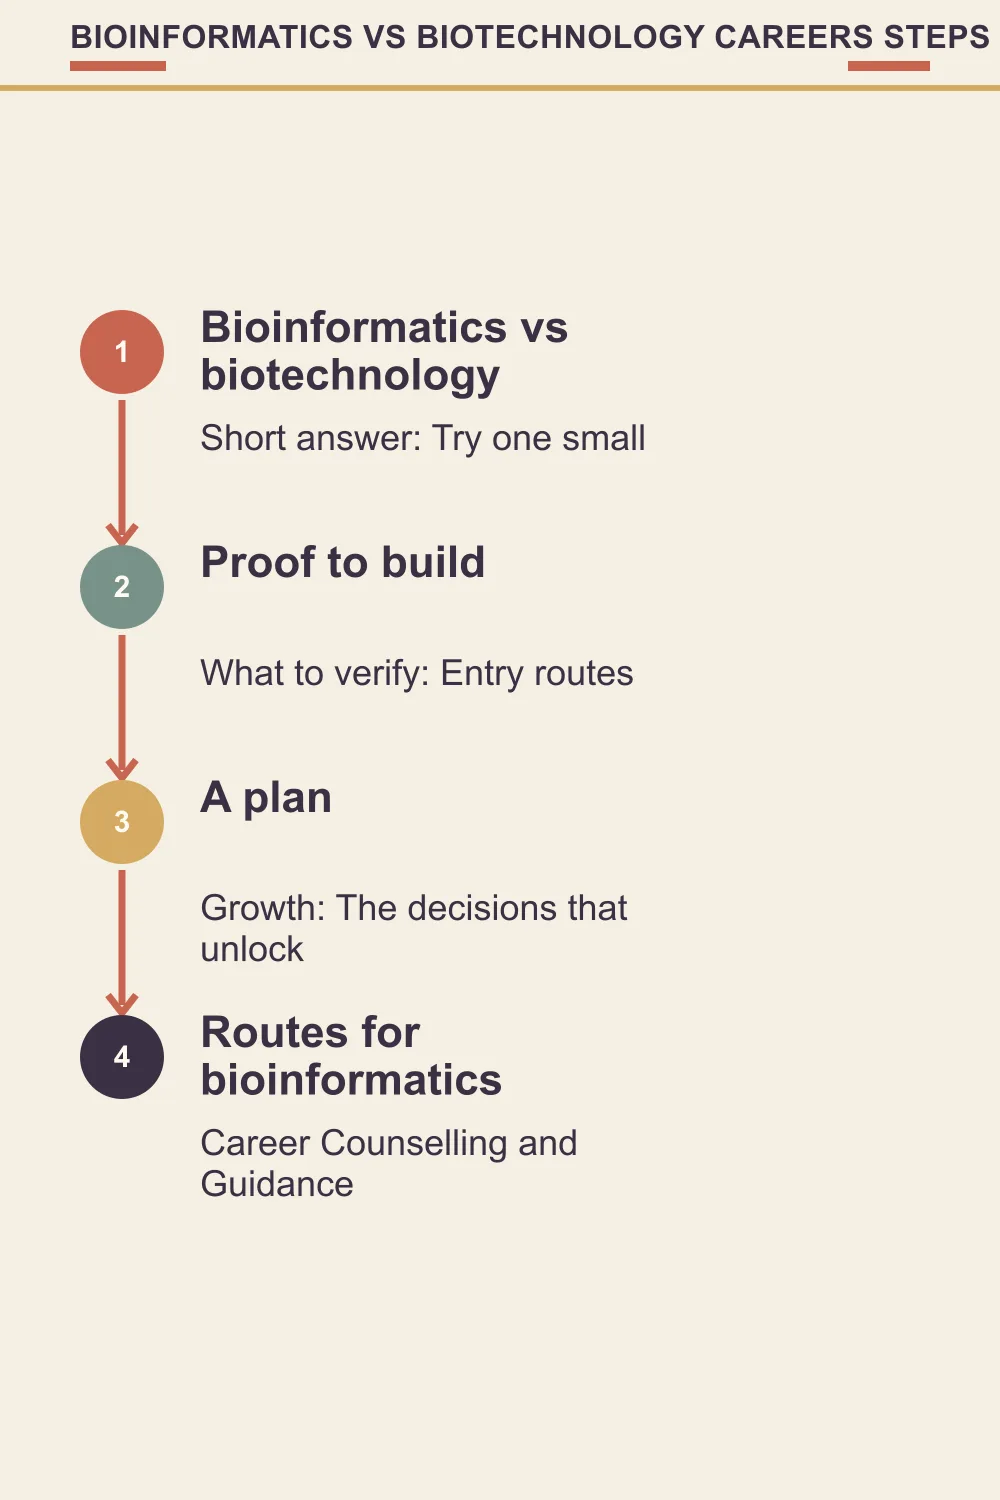 BIOINFORMATICS VS BIOTECHNOLOGY CAREERS STEPS
1
Bioinformatics vs
biotechnology
Short answer: Try one small
2
Proof to build
What to verify: Entry routes
3
A plan
Growth: The decisions that
unlock
4
Routes for
bioinformatics
Career Counselling and
Guidance